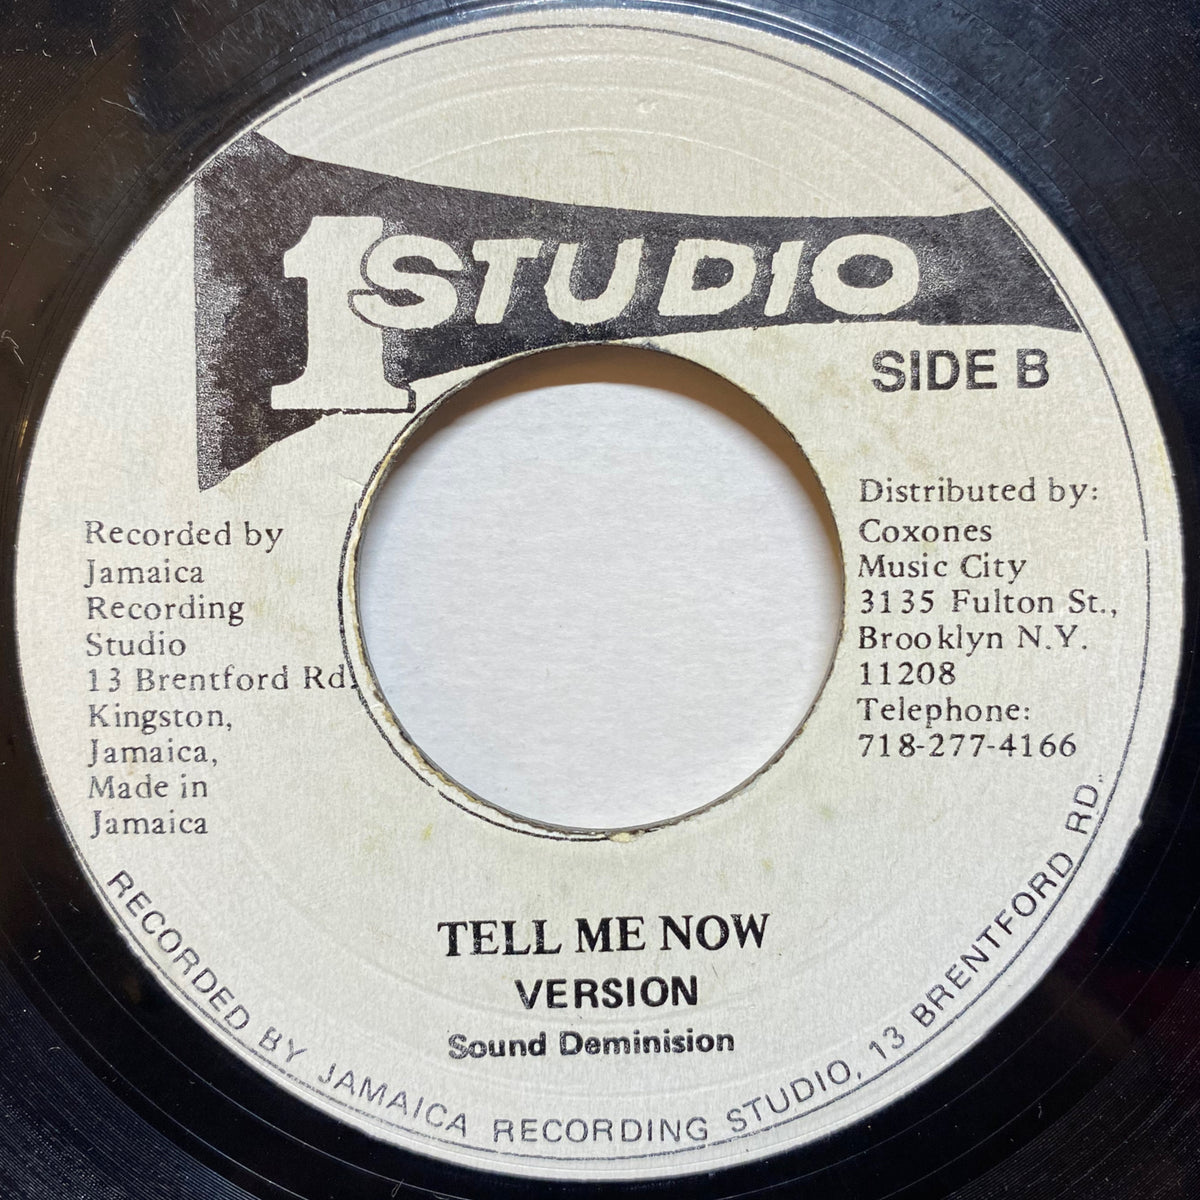 1 STUDIO
SIDE B
Recorded by
Jamaica
Recording
Studio
13 Brentford Rd.
Kingston,
Jamaica,
Made in
Jamaica
Distributed by:
Coxones
Music City
3135 Fulton St.,
Brooklyn N.Y.
11208
Telephone:
718-277-4166
TELL ME NOW
VERSION
Sound Deminision
RECORDED BY JAMAICA RECORDING STUDIO, 13 BRENTFORD RD.